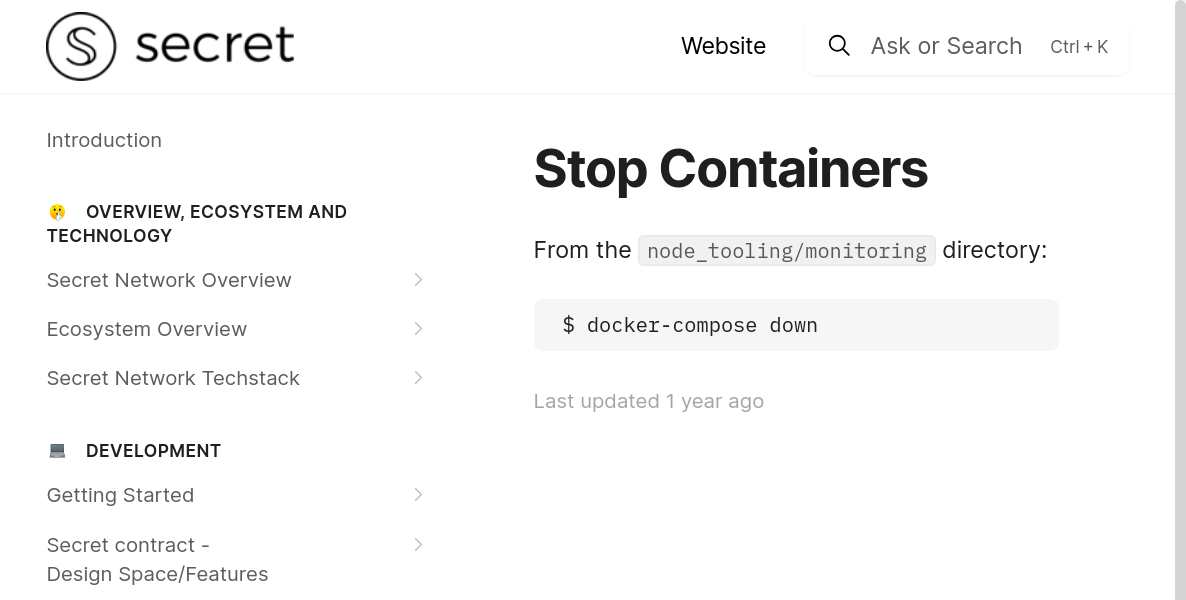 secret
Website
Ask or Search
Ctrl + K
Introduction
OVERVIEW, ECOSYSTEM AND
TECHNOLOGY
Secret Network Overview
Ecosystem Overview
Secret Network Techstack
DEVELOPMENT
Getting Started
Secret contract -
Design Space/Features
Stop Containers
From the node_tooling/monitoring directory:
$ docker-compose down
Last updated 1 year ago